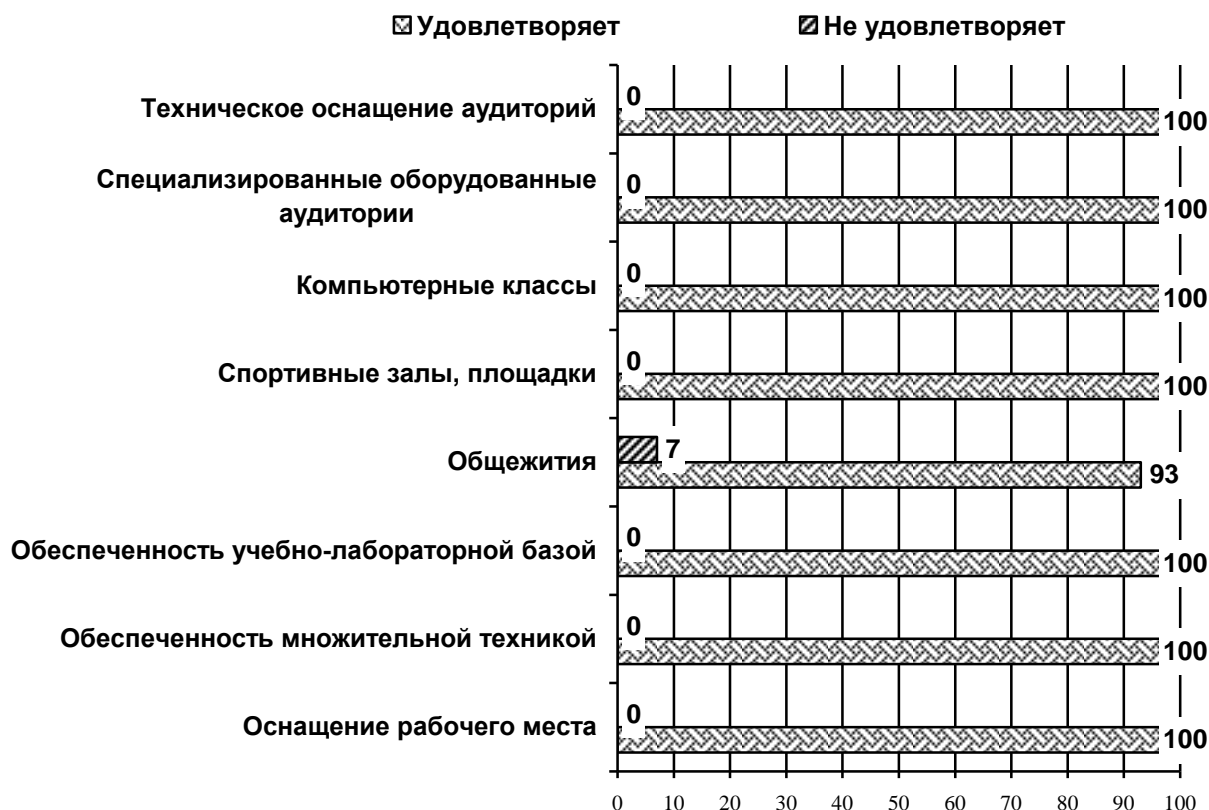 Удовлетворяет
Не удовлетворяет
Техническое оснащение аудиторий
0
100
Специализированные оборудованные
аудитории
0
100
Компьютерные классы
0
100
Спортивные залы, площадки
0
100
Общежития
7
93
Обеспеченность учебно-лабораторной базой
0
100
Обеспеченность множительной техникой
0
100
Оснащение рабочего места
0
100
0 10 20 30 40 50 60 70 80 90 100